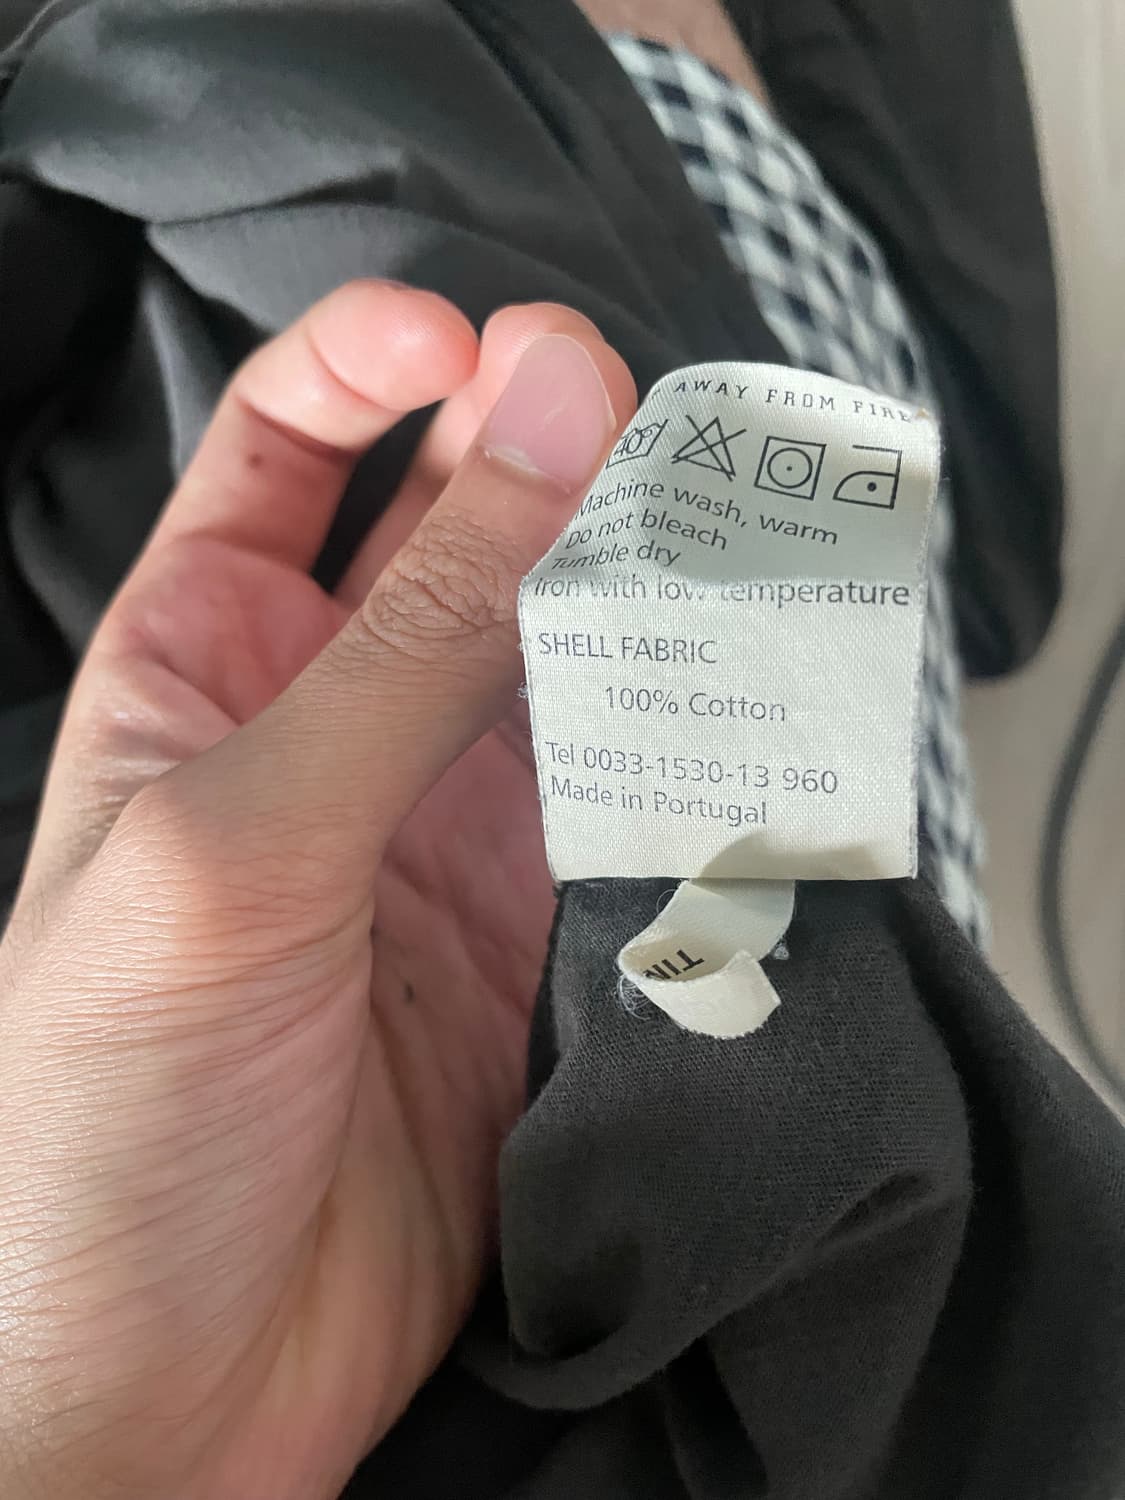 AWAY FROM FIRE
40°
Machine wash, warm
Do not bleach
Tumble dry
Iron with low temperature
SHELL FABRIC
100% Cotton
Tel 0033-1530-13 960
Made in Portugal